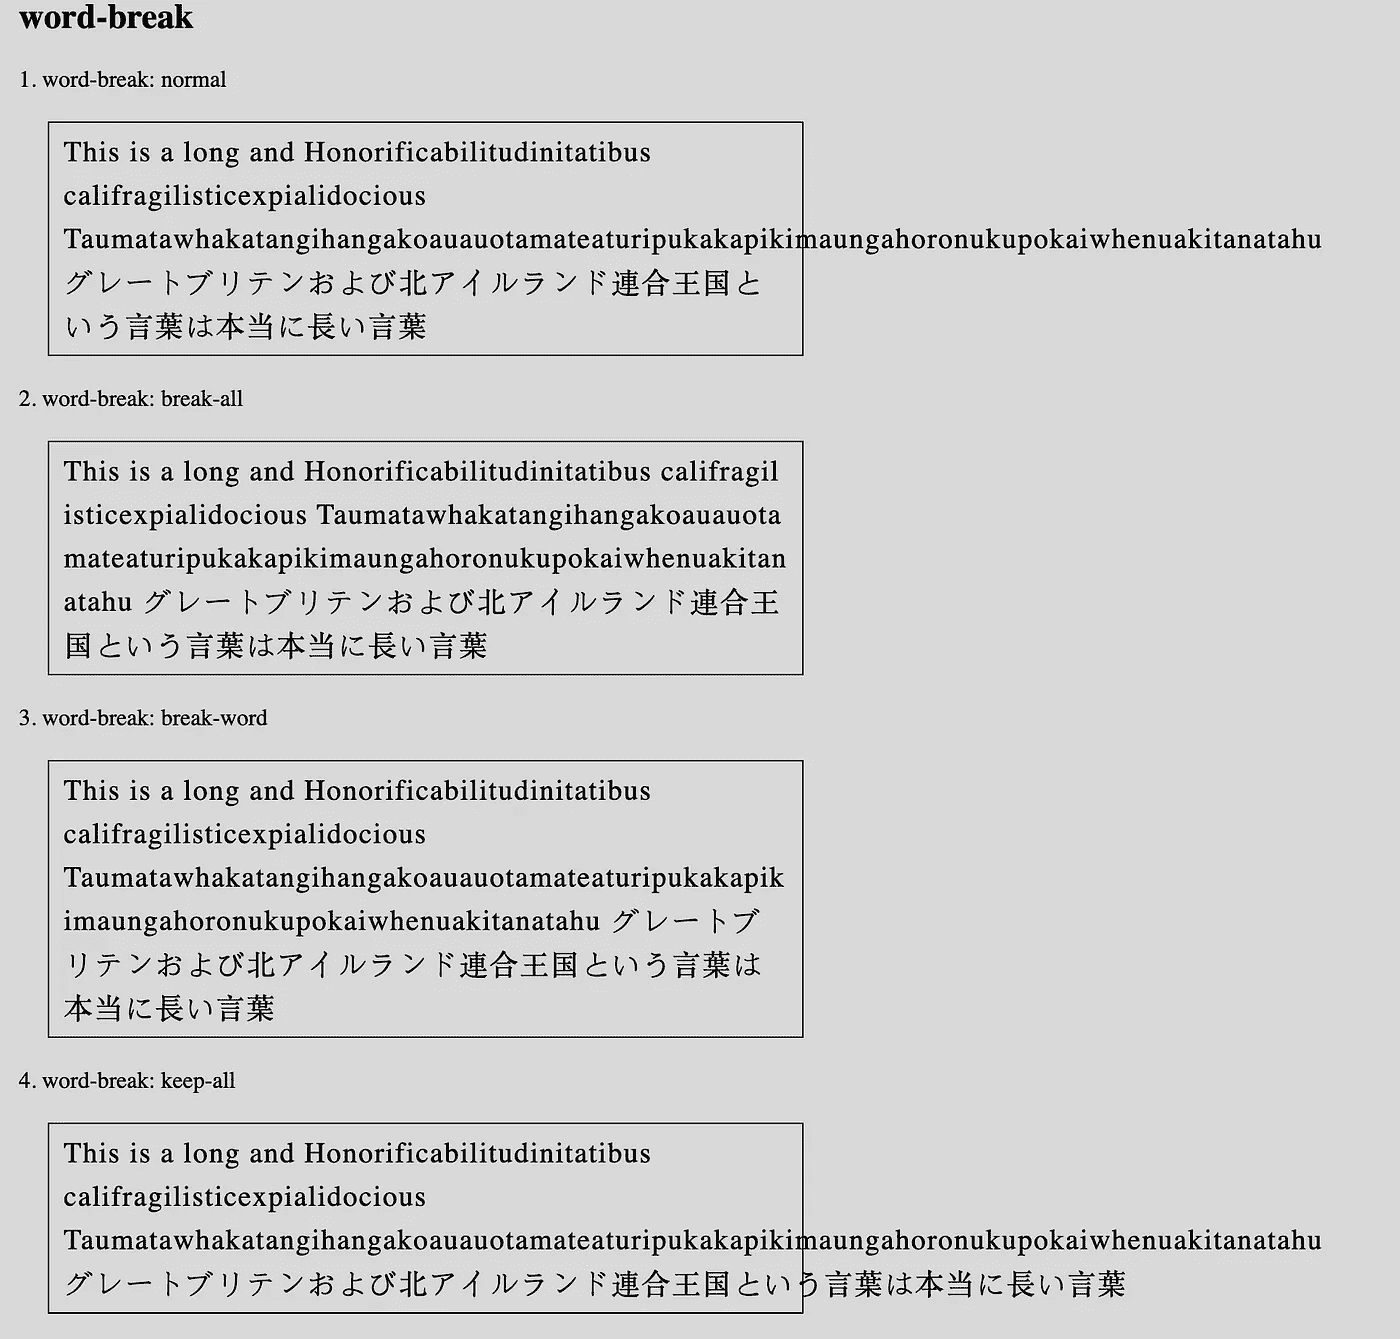 word-break
1. word-break: normal
This is a long and Honorificabilitudinitatibus
califragilisticexpialidocious
Taumatawhakatangihangakoauauotamateaturipukakapikimaungahoronukupokaiwhenuakitanatahu
グレートブリテンおよび北アイルランド連合王国と
いう言葉は本当に長い言葉
2. word-break: break-all
This is a long and Honorificabilitudinitatibus califragil
isticexpialidocious Taumatawhakatangihangakoauauota
mateaturipukakapikimaungahoronukupokaiwhenuakitan
atahu グレートブリテンおよび北アイルランド連合王
国という言葉は本当に長い言葉
3. word-break: break-word
This is a long and Honorificabilitudinitatibus
califragilisticexpialidocious
Taumatawhakatangihangakoauauotamateaturipukakapik
imaungahoronukupokaiwhenuakitanatahu グレートブ
リテンおよび北アイルランド連合王国という言葉は
本当に長い言葉
4. word-break: keep-all
This is a long and Honorificabilitudinitatibus
califragilisticexpialidocious
Taumatawhakatangihangakoauauotamateaturipukakapikimaungahoronukupokaiwhenuakitanatahu
グレートブリテンおよび北アイルランド連合王国という言葉は本当に長い言葉